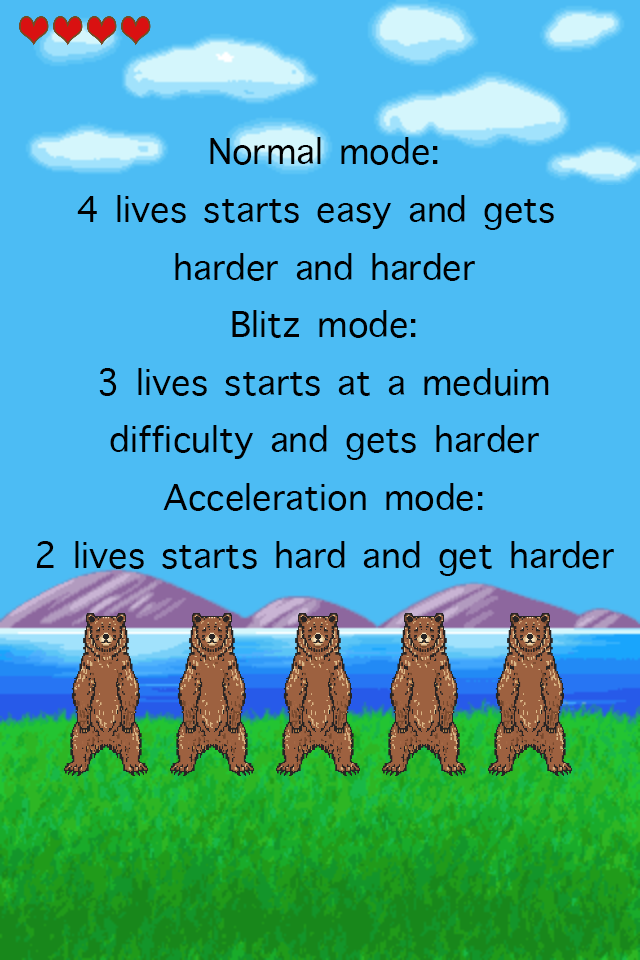 Normal mode:
4 lives starts easy and gets
harder and harder
Blitz mode:
3 lives starts at a meduim
difficulty and gets harder
Acceleration mode:
2 lives starts hard and get harder